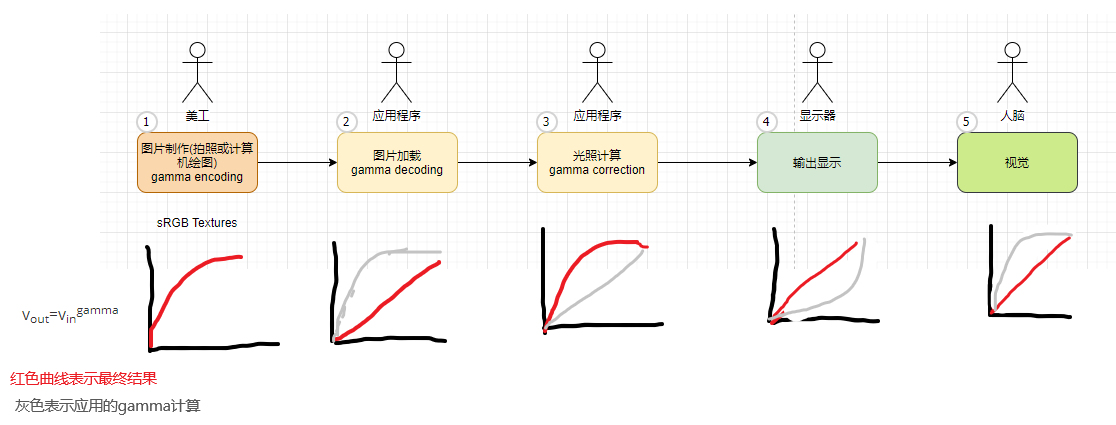 美工
应用程序
应用程序
显示器
人脑
1
图片制作(拍照或计算
机绘图)
gamma encoding
2
图片加载
gamma decoding
3
光照计算
gamma correction
4
输出显示
5
视觉
sRGB Textures
Vout=Vin^gamma
红色曲线表示最终结果
灰色表示应用的gamma计算